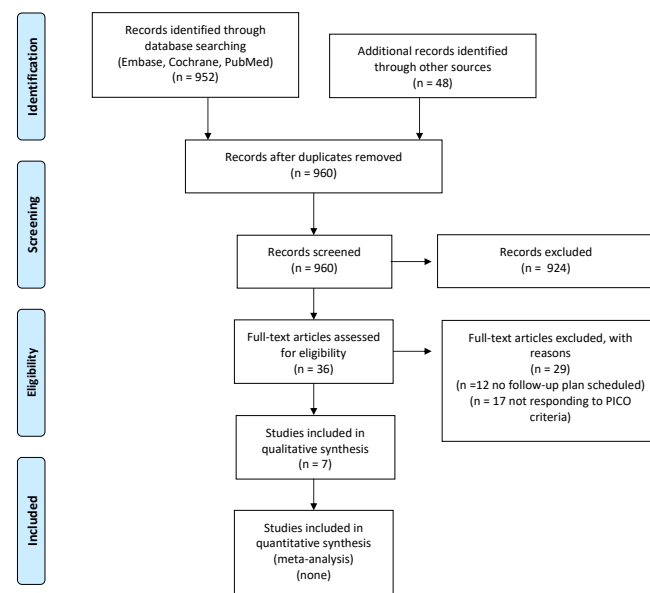 Identification
Records identified through
database searching
(Embase, Cochrane, PubMed)
n = 952)
Additional records identified
through other sources
(n = 48)
Records after duplicates removed
(n = 960)
Screening
Records screened
(n = 960)
Records excluded
(n = 924)
Eligibility
Full-text articles assessed
for eligibility
(n = 36)
Full-text articles excluded, with
reasons
(n = 29)
(n =12 no follow-up plan scheduled)
(n = 17 not responding to PICO
criteria)
Studies included in
qualitative synthesis
(n = 7)
Included
Studies included in
quantitative synthesis
(meta-analysis)
(none)